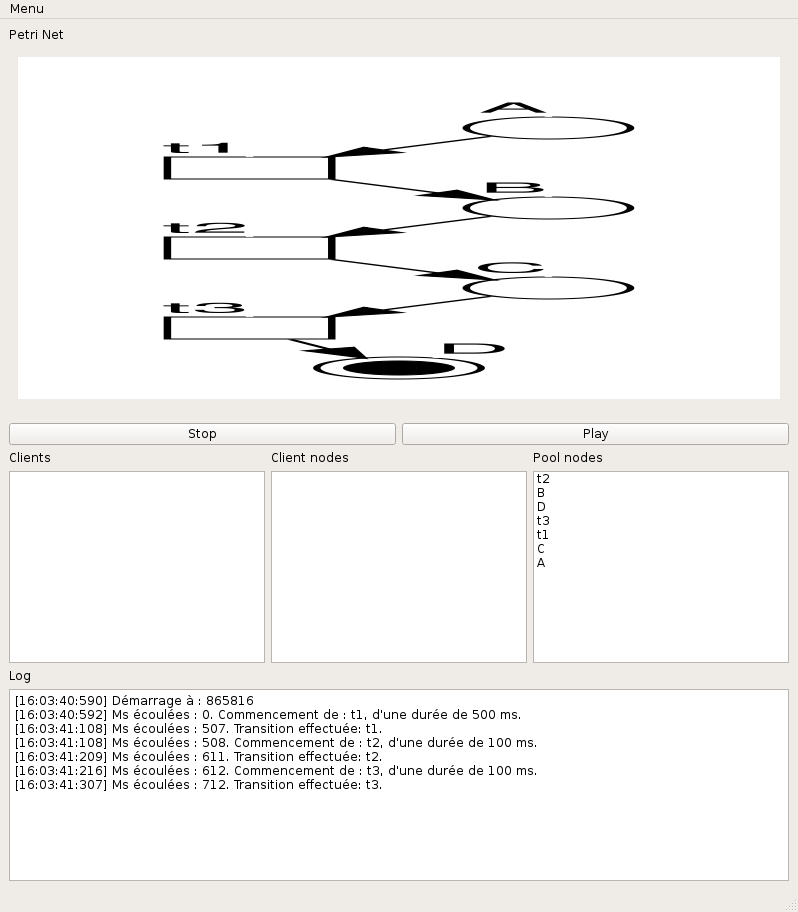 Menu
Petri Net
A
t1
B
t2
C
t3
D
Stop
Play
Clients
Client nodes
Pool nodes
t2
B
D
t3
t1
C
A
Log
[16:03:40:590] Démarrage à : 865816
[16:03:40:592] Ms écoulées : 0. Commencement de : t1, d'une durée de 500 ms.
[16:03:41:108] Ms écoulées : 507. Transition effectuée: t1.
[16:03:41:108] Ms écoulées : 508. Commencement de : t2, d'une durée de 100 ms.
[16:03:41:209] Ms écoulées : 611. Transition effectuée: t2.
[16:03:41:216] Ms écoulées : 612. Commencement de : t3, d'une durée de 100 ms.
[16:03:41:307] Ms écoulées : 712. Transition effectuée: t3.